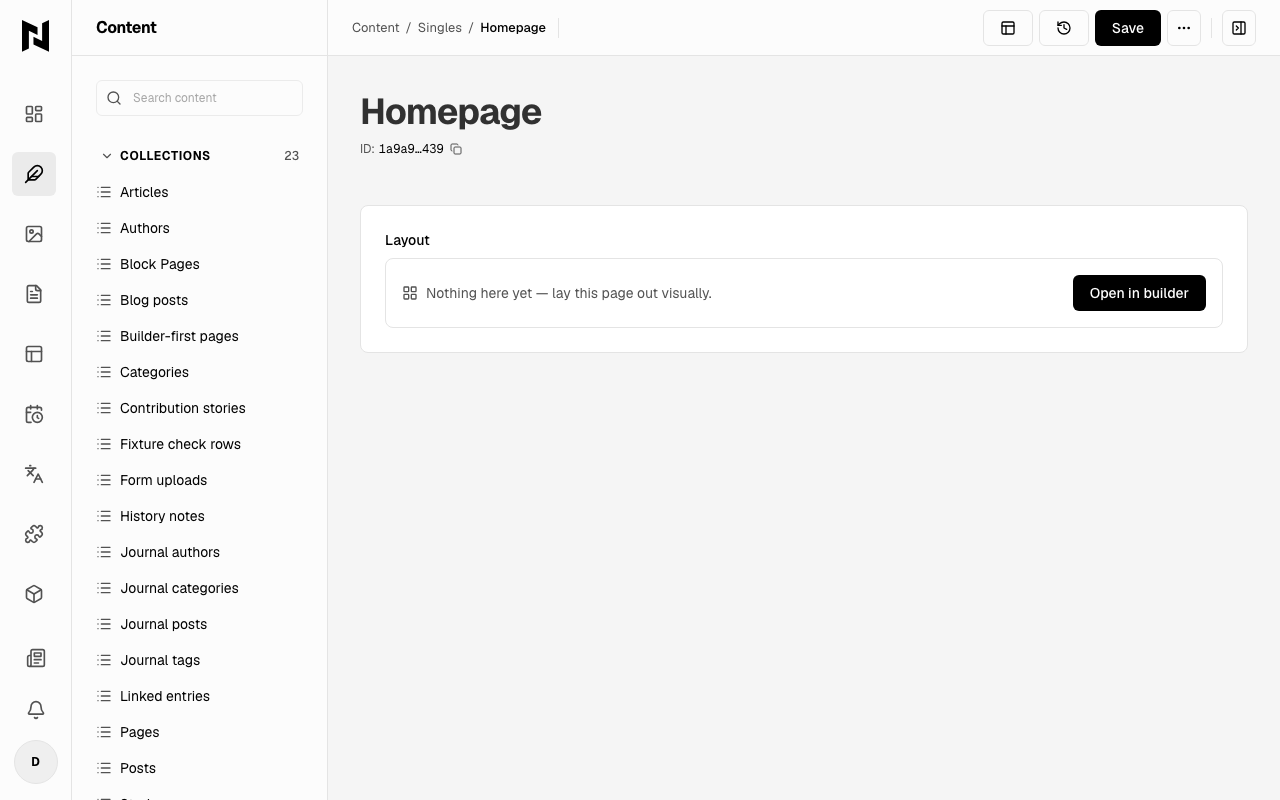 Content
Content / Singles / Homepage
Save
Search content
COLLECTIONS 23
Articles
Authors
Block Pages
Blog posts
Builder-first pages
Categories
Contribution stories
Fixture check rows
Form uploads
History notes
Journal authors
Journal categories
Journal posts
Journal tags
Linked entries
Pages
Posts
D
Homepage
ID: 1a9a9…439
Layout
Nothing here yet — lay this page out visually.
Open in builder